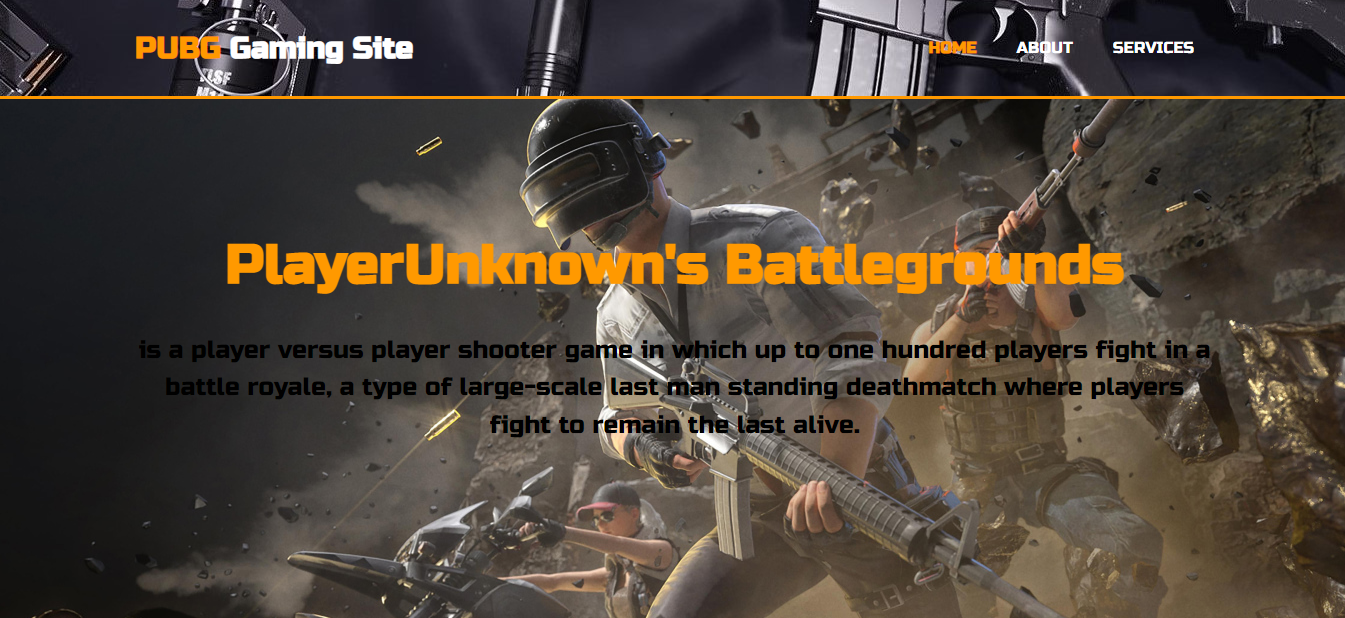 PUBG Gaming Site
HOME ABOUT SERVICES
PlayerUnknown's Battlegrounds
is a player versus player shooter game in which up to one hundred players fight in a
battle royale, a type of large-scale last man standing deathmatch where players
fight to remain the last alive.